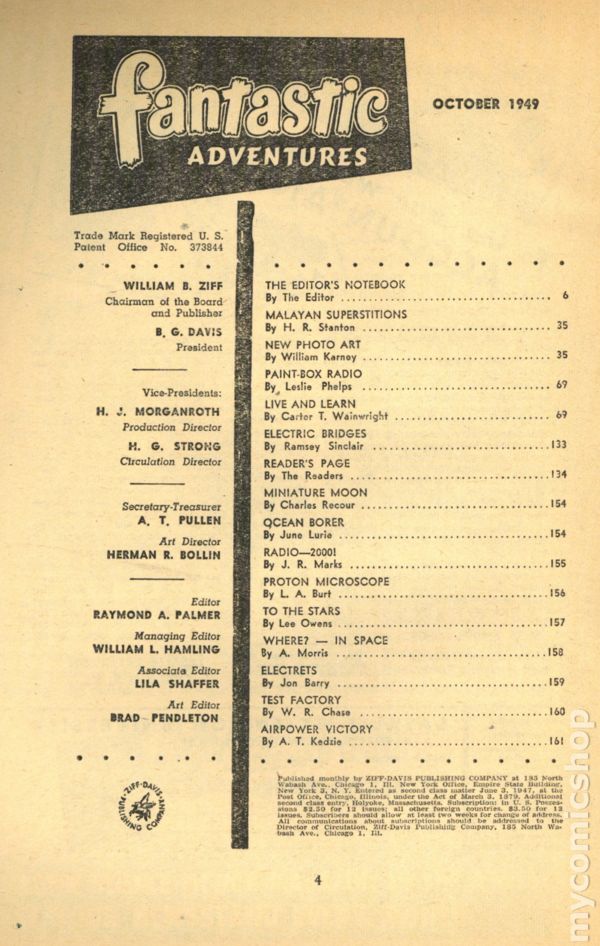 fantastic
ADVENTURES
OCTOBER 1949
Trade Mark Registered U. S.
Patent Office No. 373844
WILLIAM B. ZIFF
Chairman of the Board
and Publisher
B. G. DAVIS
President
Vice-Presidents:
H. J. MORGANROTH
Production Director
H. G. STRONG
Circulation Director
Secretary-Treasurer
A. T. PULLEN
Art Director
HERMAN R. BOLLIN
Editor
RAYMOND A. PALMER
Managing Editor
WILLIAM L. HAMLING
Associate Editor
LILA SHAFFER
Art Editor
BRAD PENDLETON
ZIFF-DAVIS
PUBLISHING COMPANY
THE EDITOR'S NOTEBOOK
By The Editor .................................... 6
MALAYAN SUPERSTITIONS
By H. R. Stanton ................................ 35
NEW PHOTO ART
By William Karney ................................ 35
PAINT-BOX RADIO
By Leslie Phelps ................................ 69
LIVE AND LEARN
By Carter T. Wainwright .......................... 69
ELECTRIC BRIDGES
By Ramsey Sinclair ...............................133
READER'S PAGE
By The Readers ..................................134
MINIATURE MOON
By Charles Recour ...............................154
OCEAN BORER
By June Lurie ...................................154
RADIO—2000!
By J. R. Marks ..................................155
PROTON MICROSCOPE
By L. A. Burt ...................................156
TO THE STARS
By Lee Owens ....................................157
WHERE? — IN SPACE
By A. Morris ....................................158
ELECTRETS
By Jon Barry ....................................159
TEST FACTORY
By W. R. Chase ..................................160
AIRPOWER VICTORY
By A. T. Kedzie .................................161
Published monthly by ZIFF-DAVIS PUBLISHING COMPANY at 185 North
Wabash Ave., Chicago 1, Ill. New York Office, Empire State Building,
New York 3, N. Y. Entered as second class matter June 3, 1947, at the
Post Office, Chicago, Illinois, under the Act of March 3, 1879. Additional
second class entry, Holyoke, Massachusetts. Subscriptions: in U. S. Posses-
sions $2.50 for 12 issues; all other foreign countries. $3.50 for 12
issues. Subscribers should allow at least two weeks for change of address.
All communications about subscriptions should be addressed to the
Director of Circulation, Ziff-Davis Publishing Company, 185 North Wa-
bash Ave., Chicago 1, Ill.
4
mycomicshop